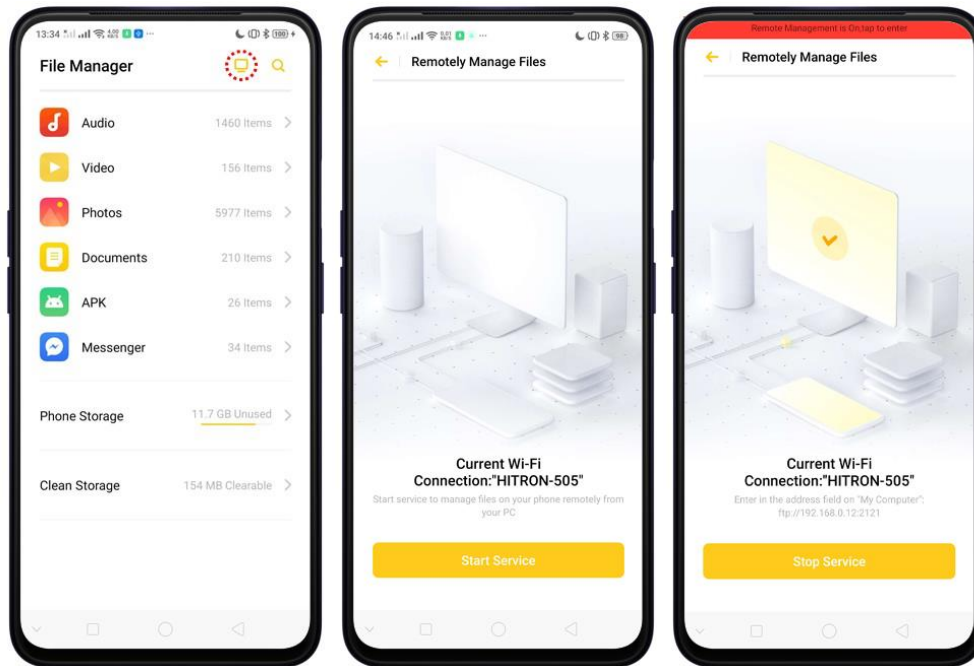 13:34
100
File Manager
Audio
1460 Items
Video
156 Items
Photos
5977 Items
Documents
210 Items
APK
26 Items
Messenger
34 Items
Phone Storage
11.7 GB Unused
Clean Storage
154 MB Clearable
14:46
98
Remotely Manage Files
Current Wi-Fi
Connection:"HITRON-505"
Start service to manage files on your phone remotely from
your PC
Start Service
Remote Management is On,tap to enter
Remotely Manage Files
Current Wi-Fi
Connection:"HITRON-505"
Enter in the address field on "My Computer":
ftp://192.168.0.12:2121
Stop Service